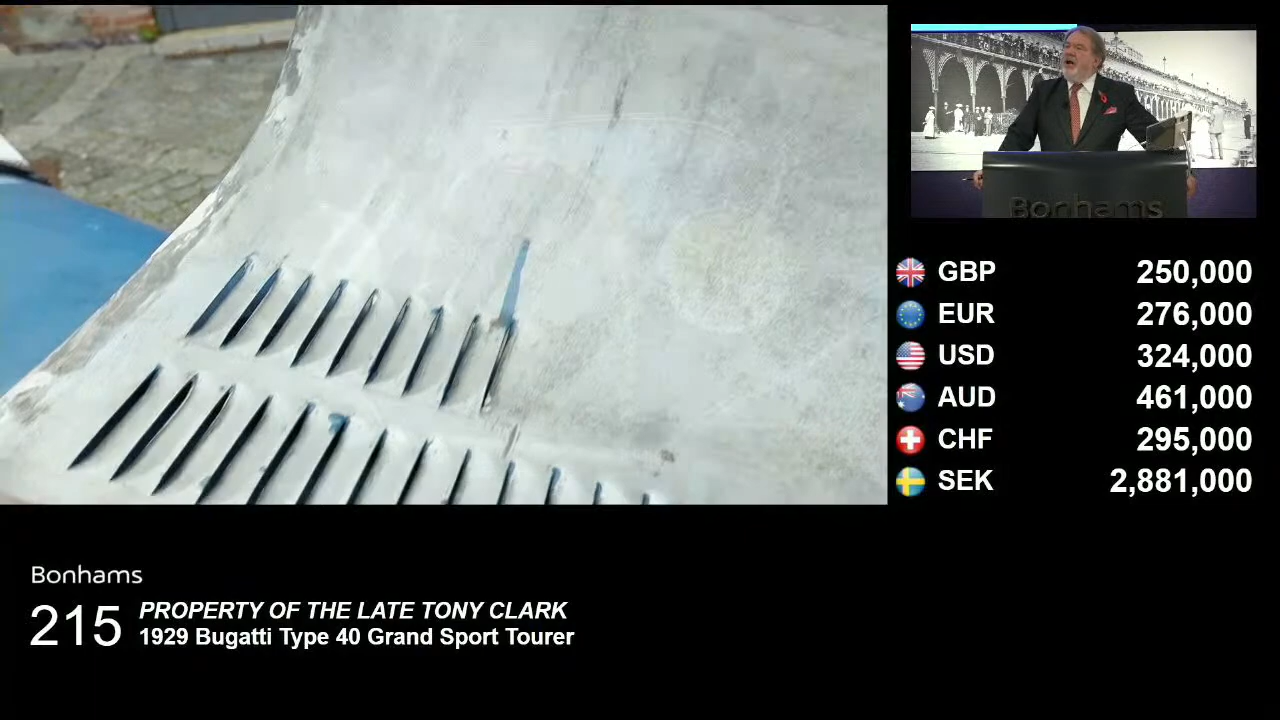 Bonhams
GBP 250,000
EUR 276,000
USD 324,000
AUD 461,000
CHF 295,000
SEK 2,881,000
Bonhams
215
PROPERTY OF THE LATE TONY CLARK
1929 Bugatti Type 40 Grand Sport Tourer